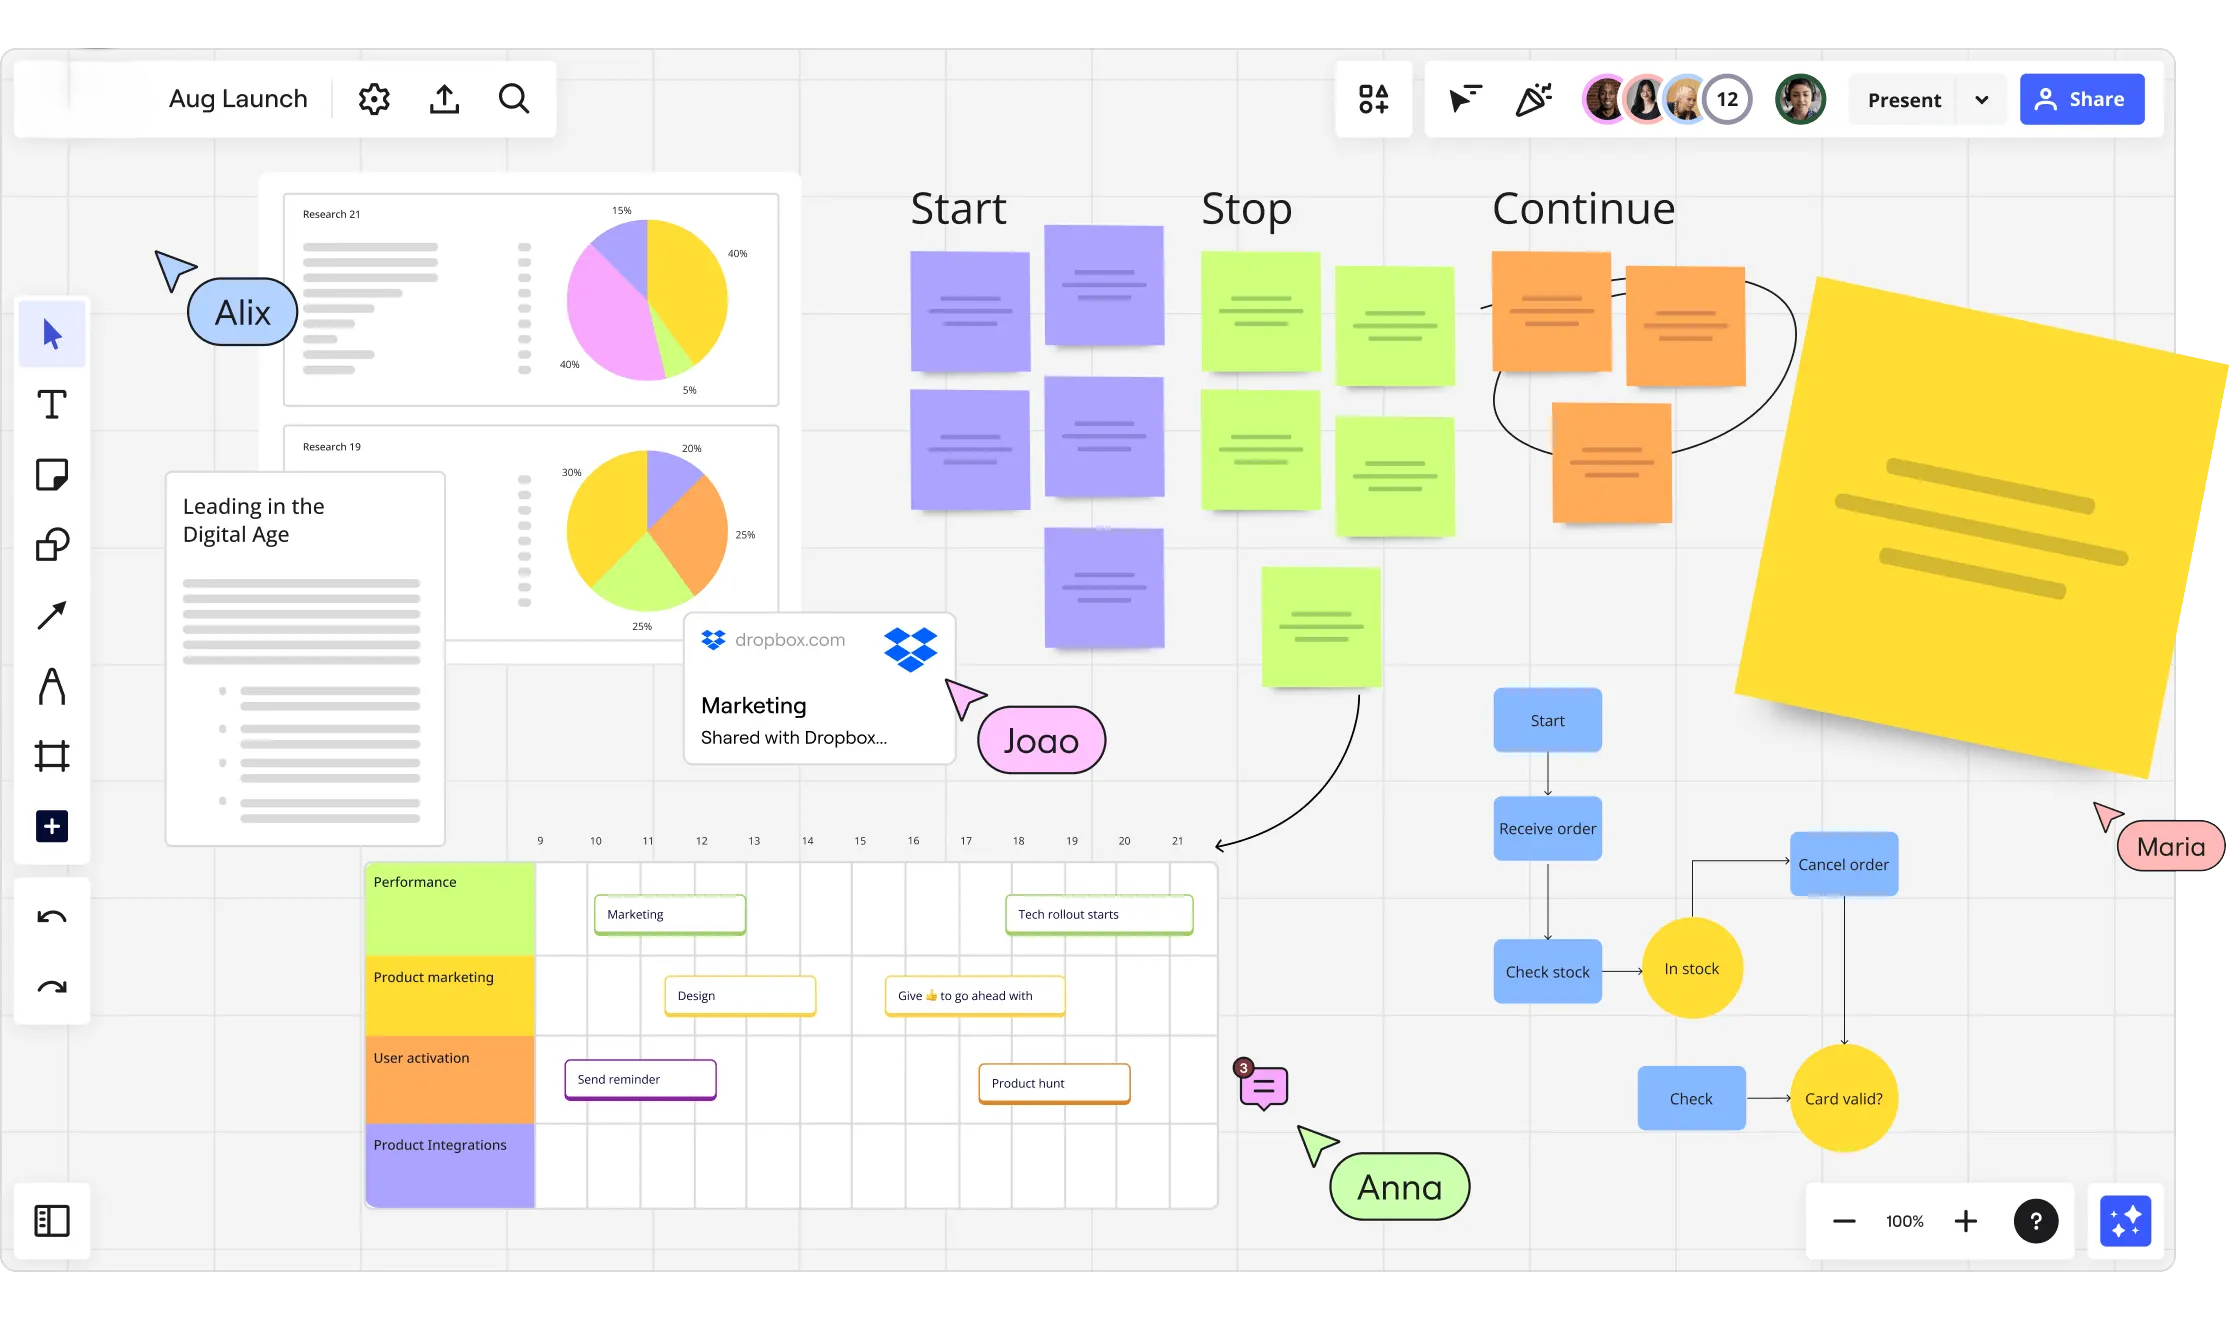 Aug Launch
12
Present
Share
Alix
Research 21
15%
40%
40%
5%
Research 19
20%
30%
25%
25%
Leading in the
Digital Age
dropbox.com
Marketing
Shared with Dropbox...
Joao
Start
Stop
Continue
Maria
9 10 11 12 13 14 15 16 17 18 19 20 21
Performance
Marketing
Tech rollout starts
Product marketing
Design
Give 👍 to go ahead with
User activation
Send reminder
Product hunt
Product Integrations
3
Anna
Start
Receive order
Check stock
In stock
Cancel order
Check
Card valid?
100%
?